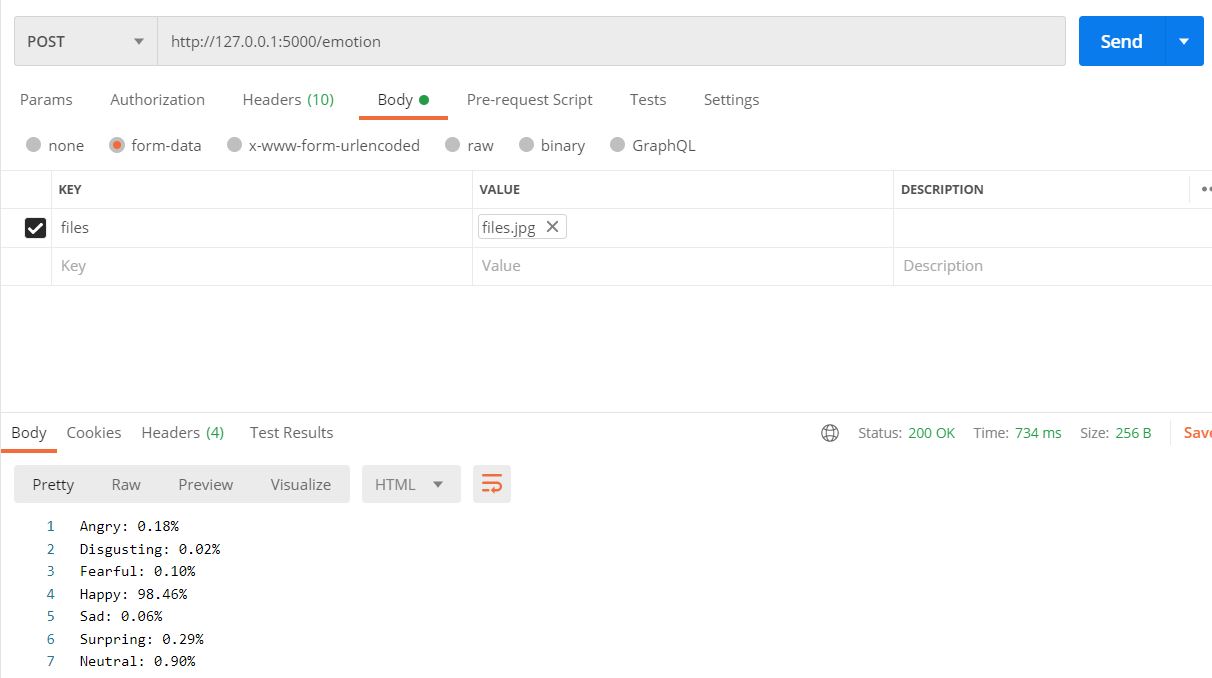 POST http://127.0.0.1:5000/emotion Send
Params Authorization Headers (10) Body Pre-request Script Tests Settings
none form-data x-www-form-urlencoded raw binary GraphQL
KEY VALUE DESCRIPTION
files files.jpg
Key Value Description
Body Cookies Headers (4) Test Results Status: 200 OK Time: 734 ms Size: 256 B Save
Pretty Raw Preview Visualize HTML
1 Angry: 0.18%
2 Disgusting: 0.02%
3 Fearful: 0.10%
4 Happy: 98.46%
5 Sad: 0.06%
6 Surpring: 0.29%
7 Neutral: 0.90%